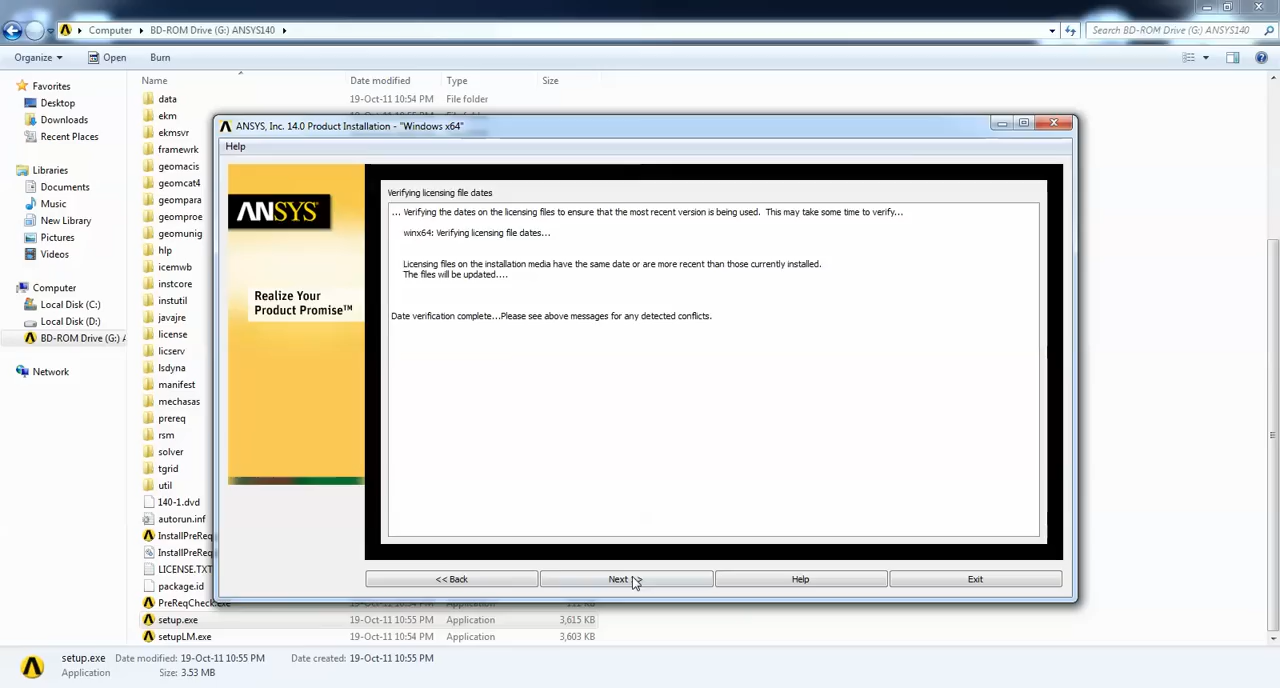 Computer
BD-ROM Drive (G:) ANSYS140
Search BD-ROM Drive (G:) ANSYS140
Organize
Open
Burn
Favorites
Desktop
Downloads
Recent Places
Libraries
Documents
Music
New Library
Pictures
Videos
Computer
Local Disk (C:)
Local Disk (D:)
BD-ROM Drive (G:) A
Network
Name
Date modified
Type
Size
data
19-Oct-11 10:54 PM
File folder
ekm
ekmsvr
framewrk
geomacis
geomcat4
geompara
geomproe
geomunig
hlp
icemwb
instcore
instutil
javajre
license
licserv
lsdyna
manifest
mechasas
prereq
rsm
solver
tgrid
util
140-1.dvd
autorun.inf
InstallPreReq
InstallPreReq
LICENSE.TXT
package.id
PreReqCheck.exe
setup.exe
19-Oct-11 10:55 PM
Application
3,615 KB
setupLM.exe
19-Oct-11 10:54 PM
Application
3,603 KB
ANSYS, Inc. 14.0 Product Installation - "Windows x64"
Help
ANSYS
Realize Your
Product Promise™
Verifying licensing file dates
... Verifying the dates on the licensing files to ensure that the most recent version is being used. This may take some time to verify...
winx64: Verifying licensing file dates...
Licensing files on the installation media have the same date or are more recent than those currently installed.
The files will be updated....
Date verification complete...Please see above messages for any detected conflicts.
<< Back
Next >>
Help
Exit
setup.exe
Date modified: 19-Oct-11 10:55 PM
Date created: 19-Oct-11 10:55 PM
Application
Size: 3.53 MB